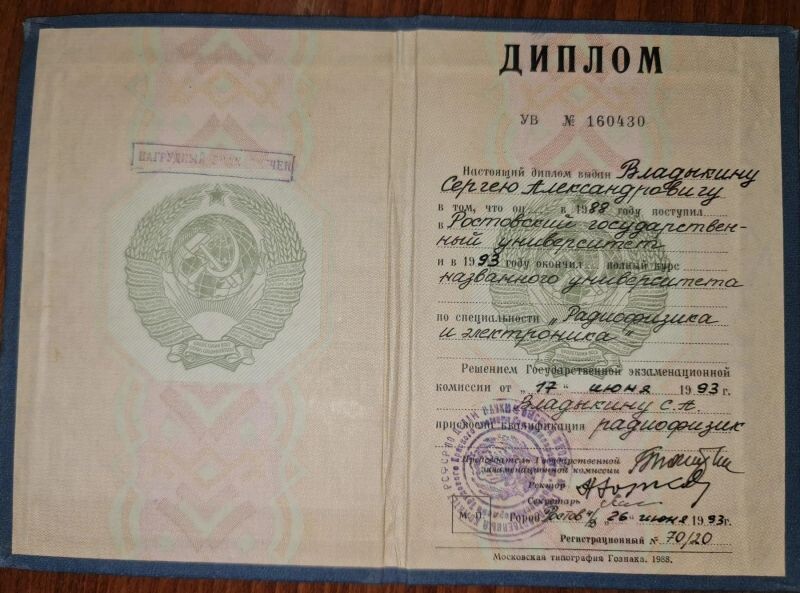 НАГРУДНЫЙ ЗНАК
ДИПЛОМ
УВ № 160430
Настоящий диплом выдан Владыкину
Сергею Александровичу
в том, что он ... в 1988 году поступил
в Ростовский государствен-
ный университет
и в 1993 году окончил ... полный курс
названного университета
по специальности „Радиофизика
и электроника“
Решением Государственной экзаменационной
комиссии от „17“ июня 1993 г.
Владыкину С.А.
присвоена квалификация радиофизик
Председатель Государственной
экзаменационной комиссии
Ректор
Секретарь
М.П. Город Ростов н/Д „26“ июня 1993 г.
Регистрационный № 70/20
Московская типография Гознака. 1988.